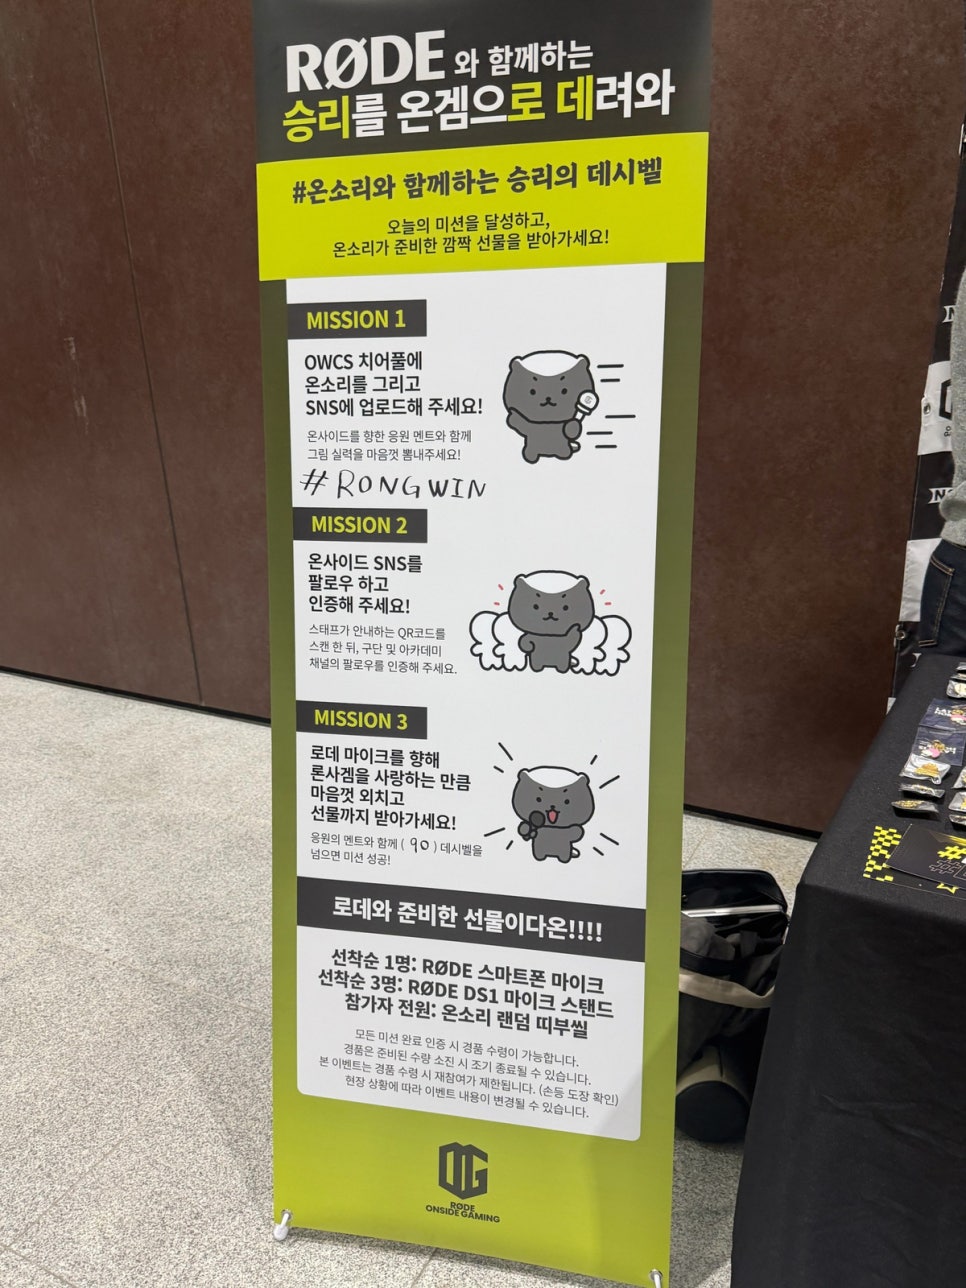 RØDE 와 함께하는
승리를 온겜으로 데려와
#온소리와 함께하는 승리의 데시벨
오늘의 미션을 달성하고,
온소리가 준비한 깜짝 선물을 받아가세요!
MISSION 1
OWCS 치어풀에
온소리를 그리고
SNS에 업로드해 주세요!
온사이드를 향한 응원 멘트와 함께
그림 실력을 마음껏 뽐내주세요!
# RONGWIN
MISSION 2
온사이드 SNS를
팔로우 하고
인증해 주세요!
스태프가 안내하는 QR코드를
스캔 한 뒤, 구단 및 아카데미
채널의 팔로우를 인증해 주세요.
MISSION 3
로데 마이크를 향해
론사겜을 사랑하는 만큼
마음껏 외치고
선물까지 받아가세요!
응원의 멘트와 함께 ( 90 ) 데시벨을
넘으면 미션 성공!
로데와 준비한 선물이다온!!!!
선착순 1명: RØDE 스마트폰 마이크
선착순 3명: RØDE DS1 마이크 스탠드
참가자 전원: 온소리 랜덤 띠부씰
모든 미션 완료 인증 시 경품 수령이 가능합니다.
경품은 준비된 수량 소진 시 조기 종료될 수 있습니다.
본 이벤트는 경품 수령 시 재참여가 제한됩니다. (손등 도장 확인)
현장 상황에 따라 이벤트 내용이 변경될 수 있습니다.
OG
RØDE
ONSIDE GAMING